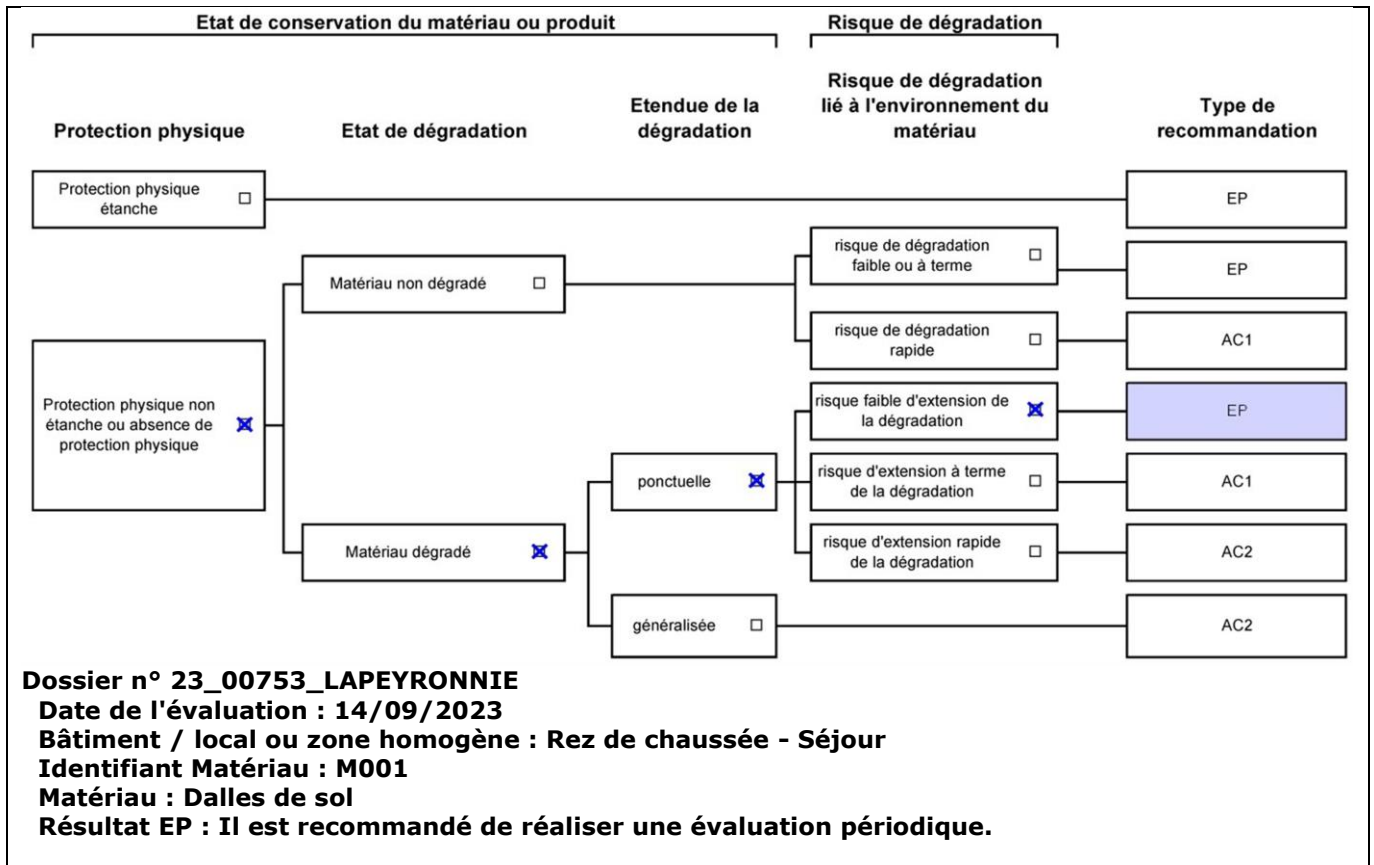 Etat de conservation du matériau ou produit
Risque de dégradation
Protection physique
Etat de dégradation
Etendue de la
dégradation
Risque de dégradation
lié à l'environnement du
matériau
Type de
recommandation
Protection physique
étanche
EP
risque de dégradation
faible ou à terme
EP
Matériau non dégradé
risque de dégradation
rapide
AC1
Protection physique non
étanche ou absence de
protection physique
risque faible d'extension de
la dégradation
EP
ponctuelle
risque d'extension à terme
de la dégradation
AC1
Matériau dégradé
risque d'extension rapide
de la dégradation
AC2
généralisée
AC2
Dossier n° 23_00753_LAPEYRONNIE
Date de l'évaluation : 14/09/2023
Bâtiment / local ou zone homogène : Rez de chaussée - Séjour
Identifiant Matériau : M001
Matériau : Dalles de sol
Résultat EP : Il est recommandé de réaliser une évaluation périodique.